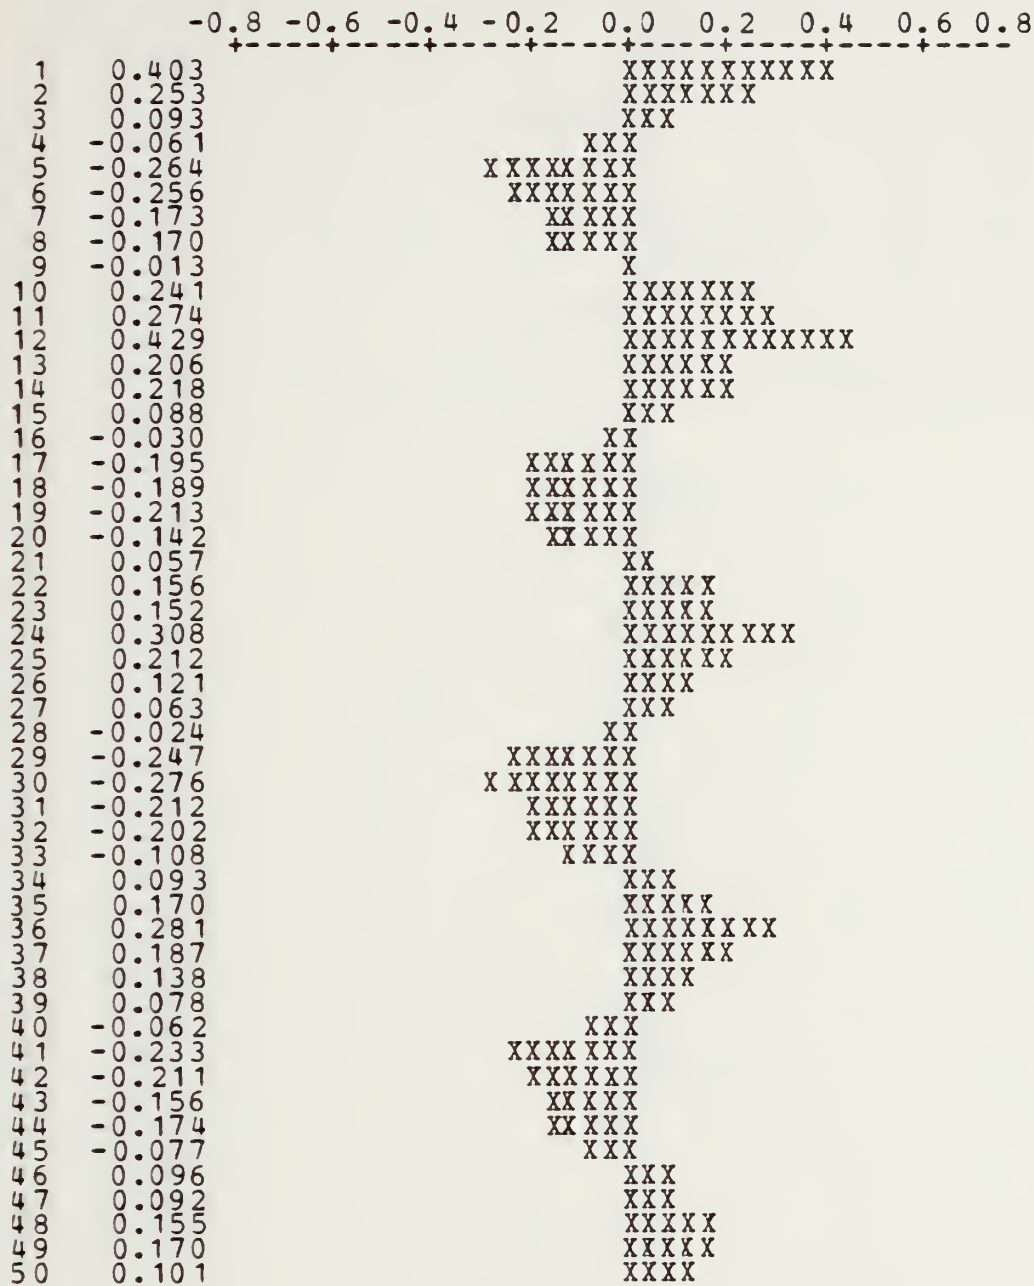 -0.8 -0.6 -0.4 -0.2 0.0 0.2 0.4 0.6 0.8
+----+----+----+----+----+----+----+----
1 0.403 XXXXXXXXXXX
2 0.253 XXXXXXX
3 0.093 XXX
4 -0.061 XXX
5 -0.264 XXXXXXXX
6 -0.256 XXXXXXX
7 -0.173 XXXXX
8 -0.170 XXXXX
9 -0.013 X
10 0.241 XXXXXXX
11 0.274 XXXXXXXX
12 0.429 XXXXXXXXXXXX
13 0.206 XXXXXX
14 0.218 XXXXXX
15 0.088 XXX
16 -0.030 XX
17 -0.195 XXXXXX
18 -0.189 XXXXXX
19 -0.213 XXXXXX
20 -0.142 XXXXX
21 0.057 XX
22 0.156 XXXXX
23 0.152 XXXXX
24 0.308 XXXXXXXXX
25 0.212 XXXXXX
26 0.121 XXXX
27 0.063 XXX
28 -0.024 XX
29 -0.247 XXXXXXX
30 -0.276 XXXXXXXX
31 -0.212 XXXXXX
32 -0.202 XXXXXX
33 -0.108 XXXX
34 0.093 XXX
35 0.170 XXXXX
36 0.281 XXXXXXXX
37 0.187 XXXXXX
38 0.138 XXXX
39 0.078 XXX
40 -0.062 XXX
41 -0.233 XXXXXXX
42 -0.211 XXXXXX
43 -0.156 XXXXX
44 -0.174 XXXXX
45 -0.077 XXX
46 0.096 XXX
47 0.092 XXX
48 0.155 XXXXX
49 0.170 XXXXX
50 0.101 XXXX